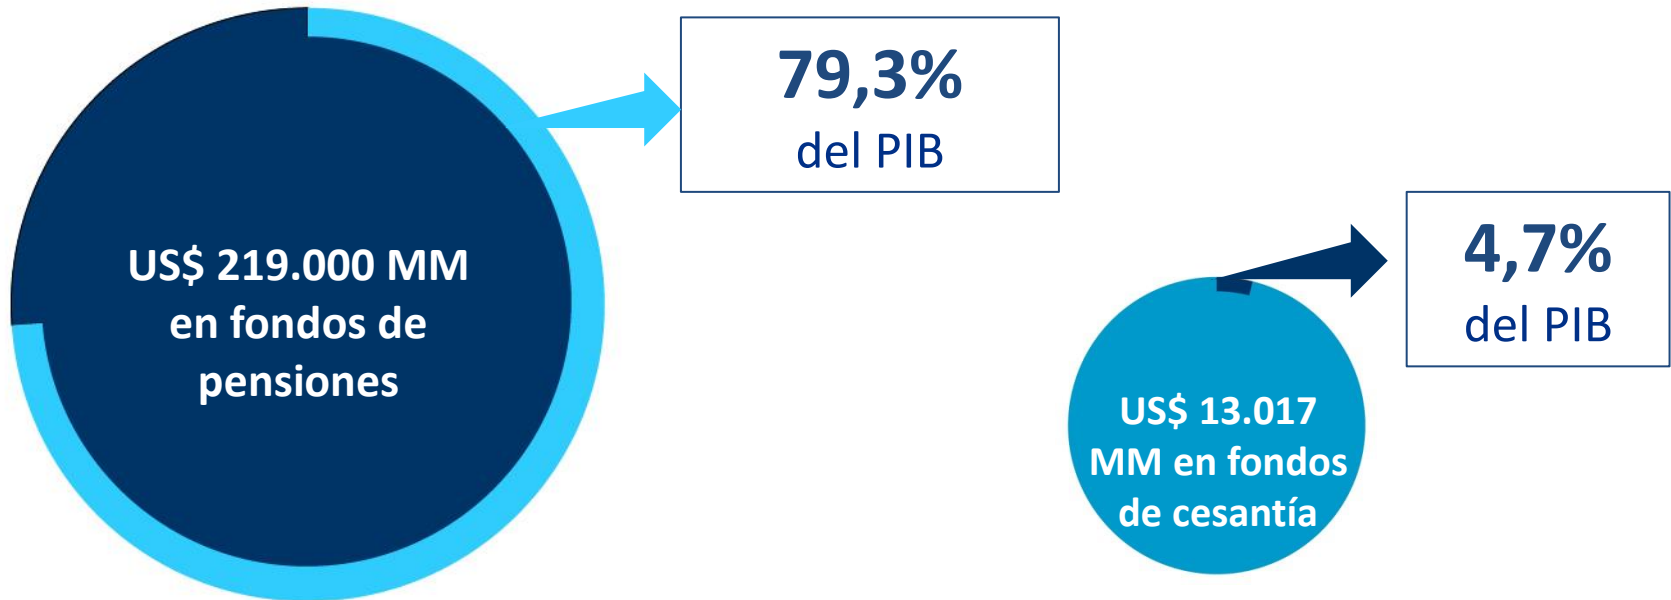 79,3%
del PIB
US$ 219.000 MM
en fondos de
pensiones
4,7%
del PIB
US$ 13.017
MM en fondos
de cesantía